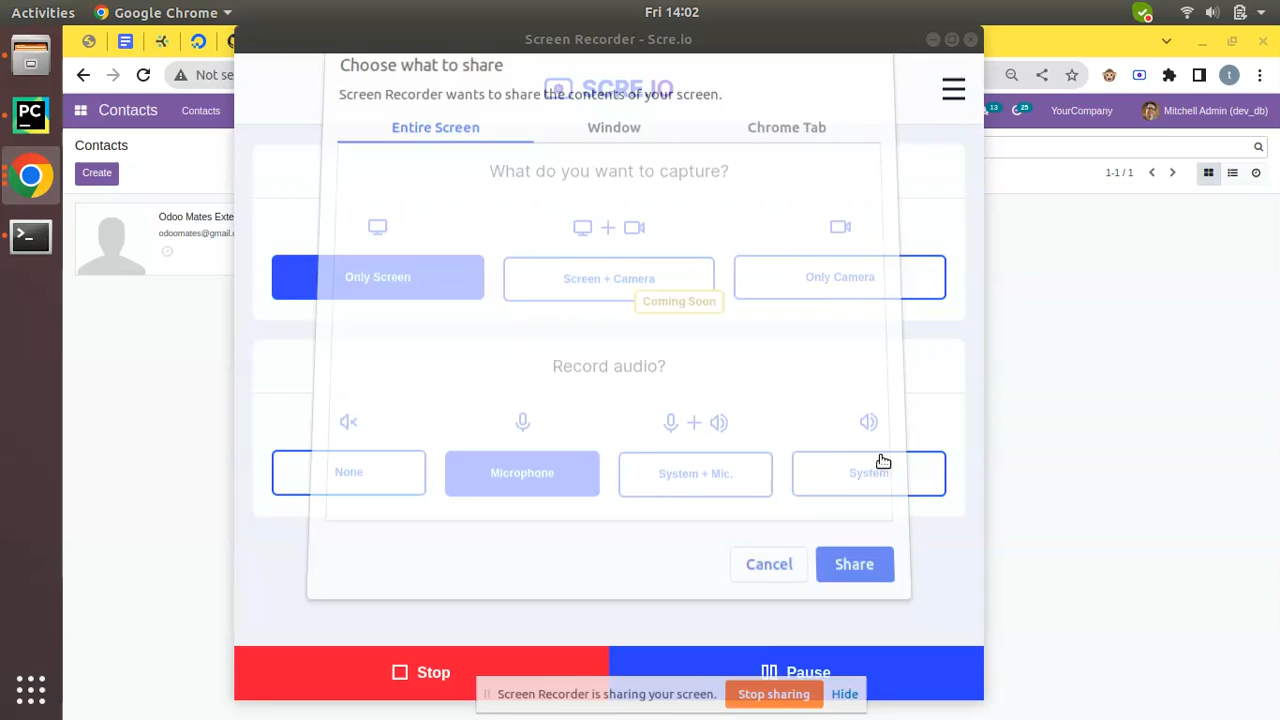 Activities
Google Chrome
Fri 14:02
Screen Recorder - Scre.io
Not se
Contacts
Contacts
13
25
YourCompany
Mitchell Admin (dev_db)
Contacts
Create
1-1 / 1
Odoo Mates Exte
odoomates@gmail.c
Choose what to share
SCRE.IO
Screen Recorder wants to share the contents of your screen.
Entire Screen
Window
Chrome Tab
What do you want to capture?
Only Screen
Screen + Camera
Only Camera
Coming Soon
Record audio?
None
Microphone
System + Mic.
System
Cancel
Share
Stop
Pause
Screen Recorder is sharing your screen.
Stop sharing
Hide
PC
t